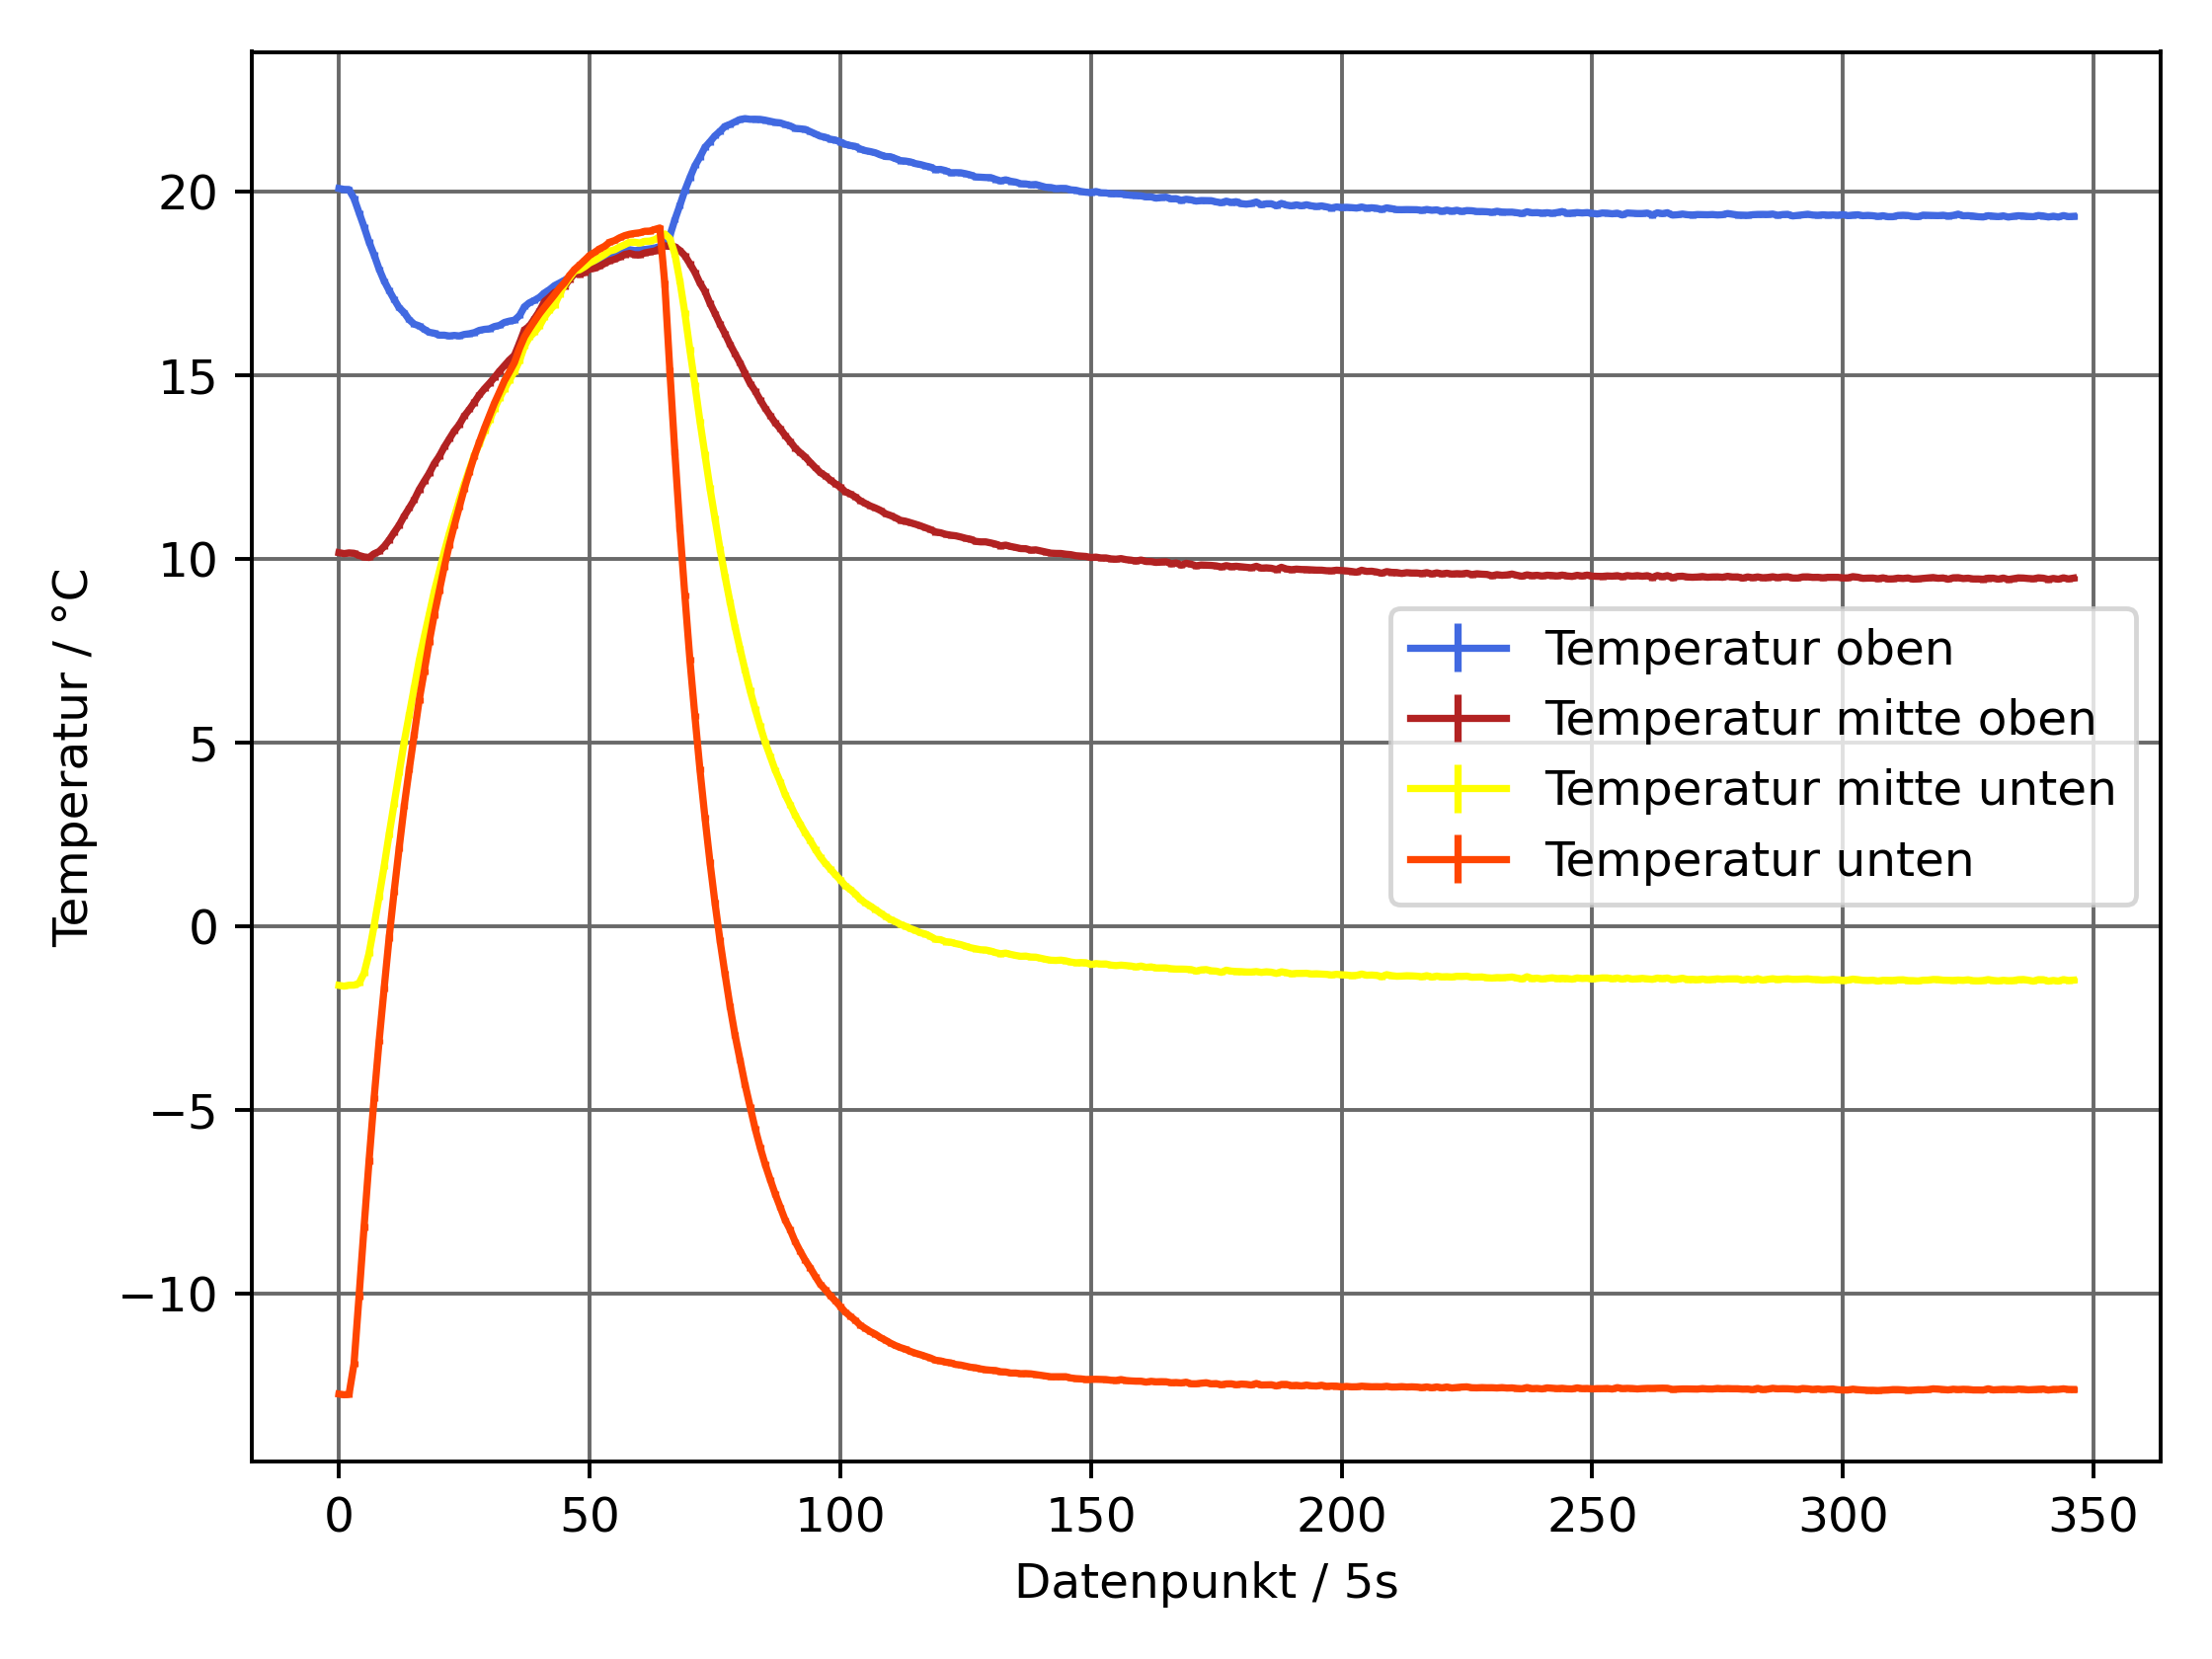 Temperatur / °C
20
15
10
5
0
−5
−10
Temperatur oben
Temperatur mitte oben
Temperatur mitte unten
Temperatur unten
0 50 100 150 200 250 300 350
Datenpunkt / 5s